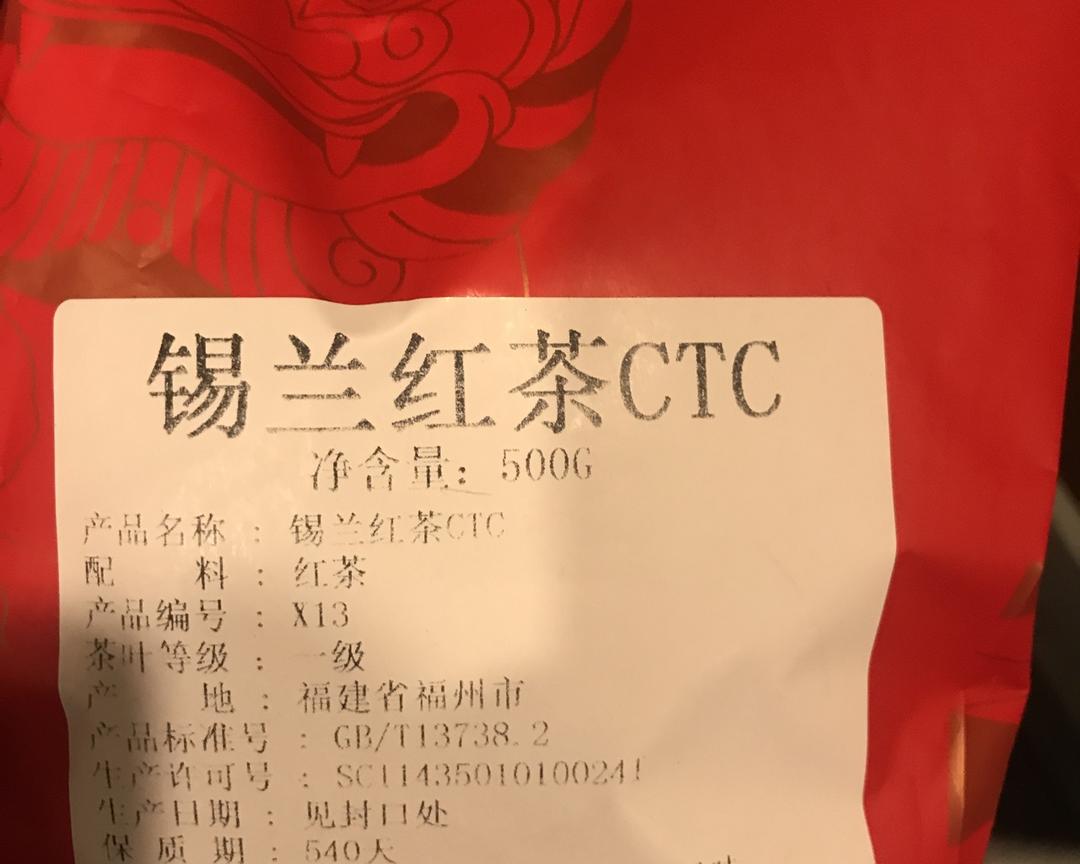 锡兰红茶CTC
净含量：500G
产品名称 : 锡兰红茶CTC
配 料 : 红茶
产品编号 : X13
茶叶等级 : 一级
产 地 : 福建省福州市
产品标准号 : GB/T13738.2
生产许可号 :
生产日期 : 见封口处
保 质 期 : 540天